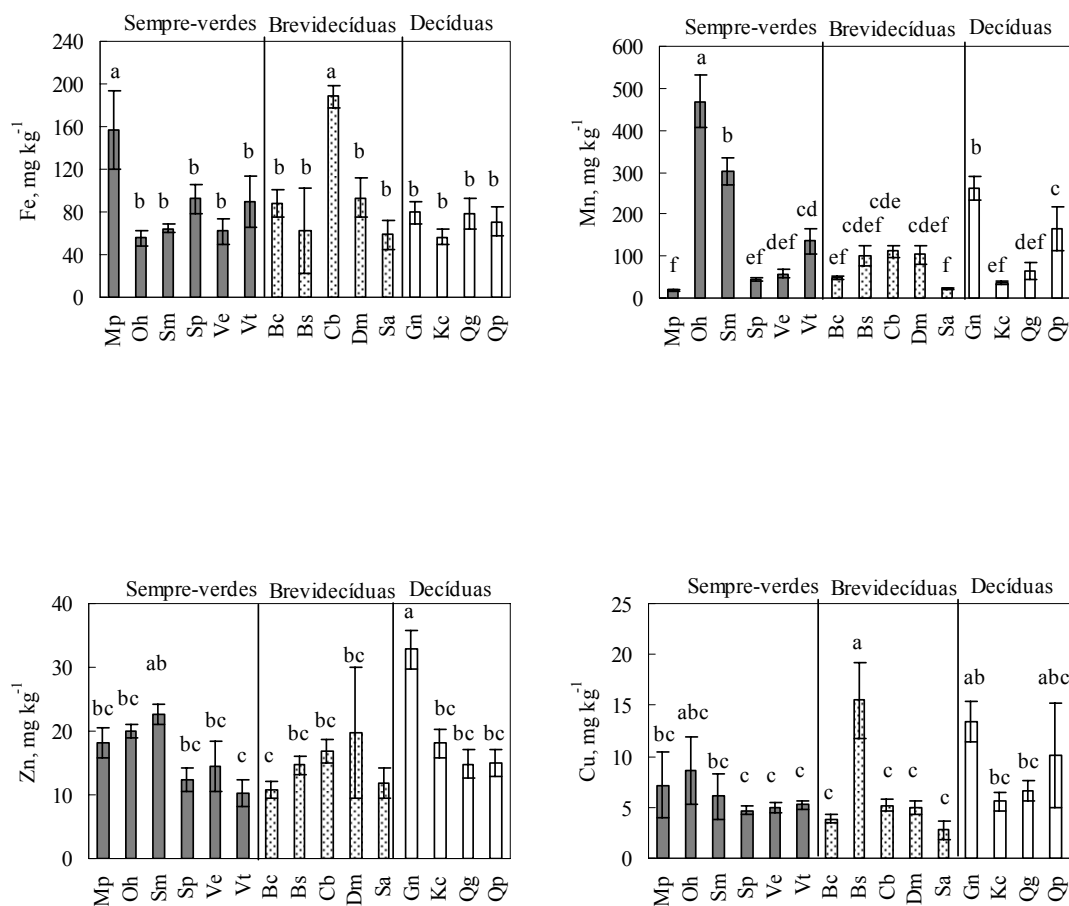 Sempre-verdes Brevidecíduas Decíduas
Fe, mg kg-1
240
200
160
120
80
40
0
a b b b b b b b a b b b b b b
Mp Oh Sm Sp Ve Vt Bc Bs Cb Dm Sa Gn Kc Qg Qp
Sempre-verdes Brevidecíduas Decíduas
Mn, mg kg-1
600
500
400
300
200
100
0
f a b ef def cd ef cdef cde cdef f b ef def c
Mp Oh Sm Sp Ve Vt Bc Bs Cb Dm Sa Gn Kc Qg Qp
Sempre-verdes Brevidecíduas Decíduas
Zn, mg kg-1
40
30
20
10
0
bc bc ab bc bc c c bc bc bc a bc bc bc
Mp Oh Sm Sp Ve Vt Bc Bs Cb Dm Sa Gn Kc Qg Qp
Sempre-verdes Brevidecíduas Decíduas
Cu, mg kg-1
25
20
15
10
5
0
bc abc bc c c c c a c c c ab bc bc abc
Mp Oh Sm Sp Ve Vt Bc Bs Cb Dm Sa Gn Kc Qg Qp